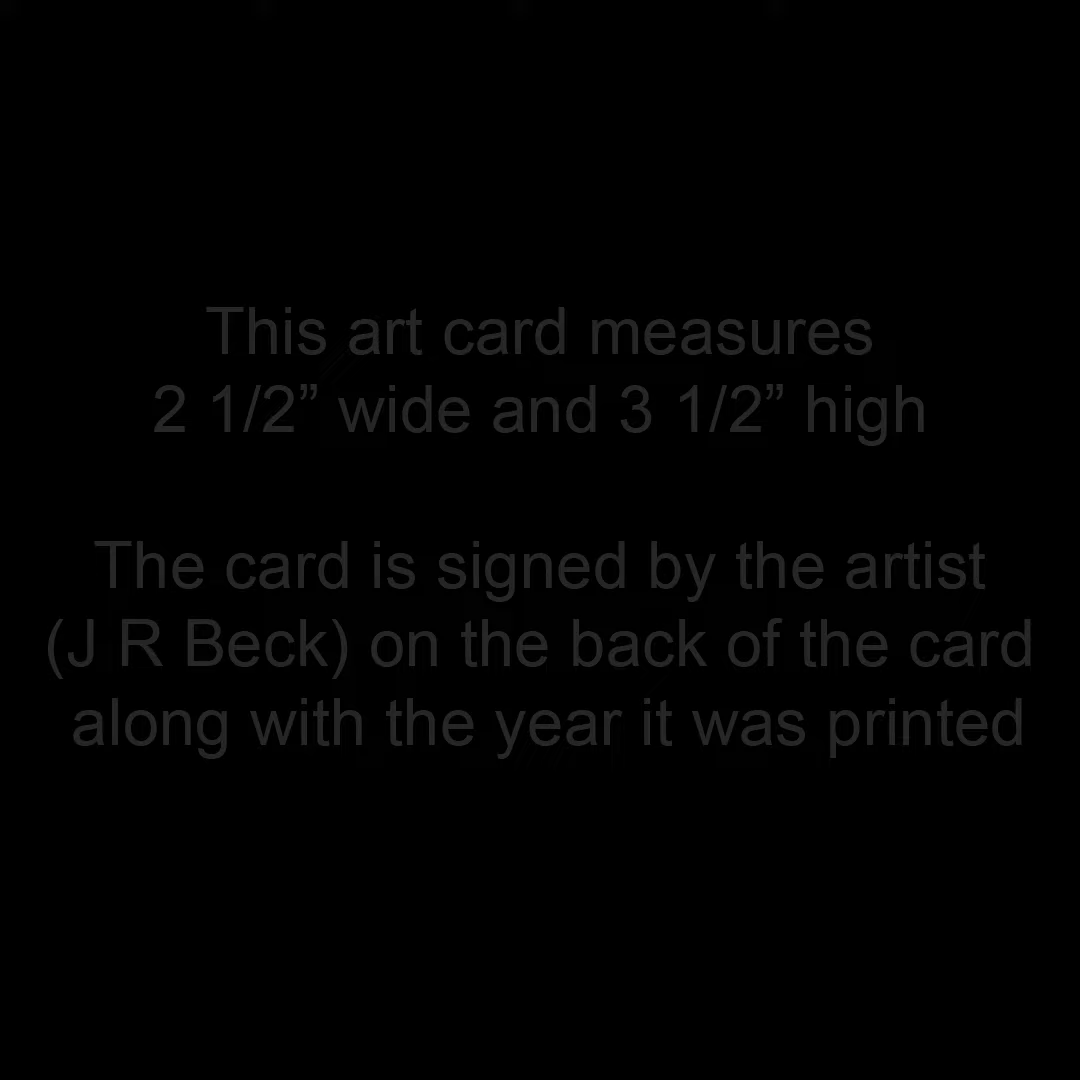 This art card measures
2 1/2” wide and 3 1/2” high
The card is signed by the artist
(J R Beck) on the back of the card
along with the year it was printed